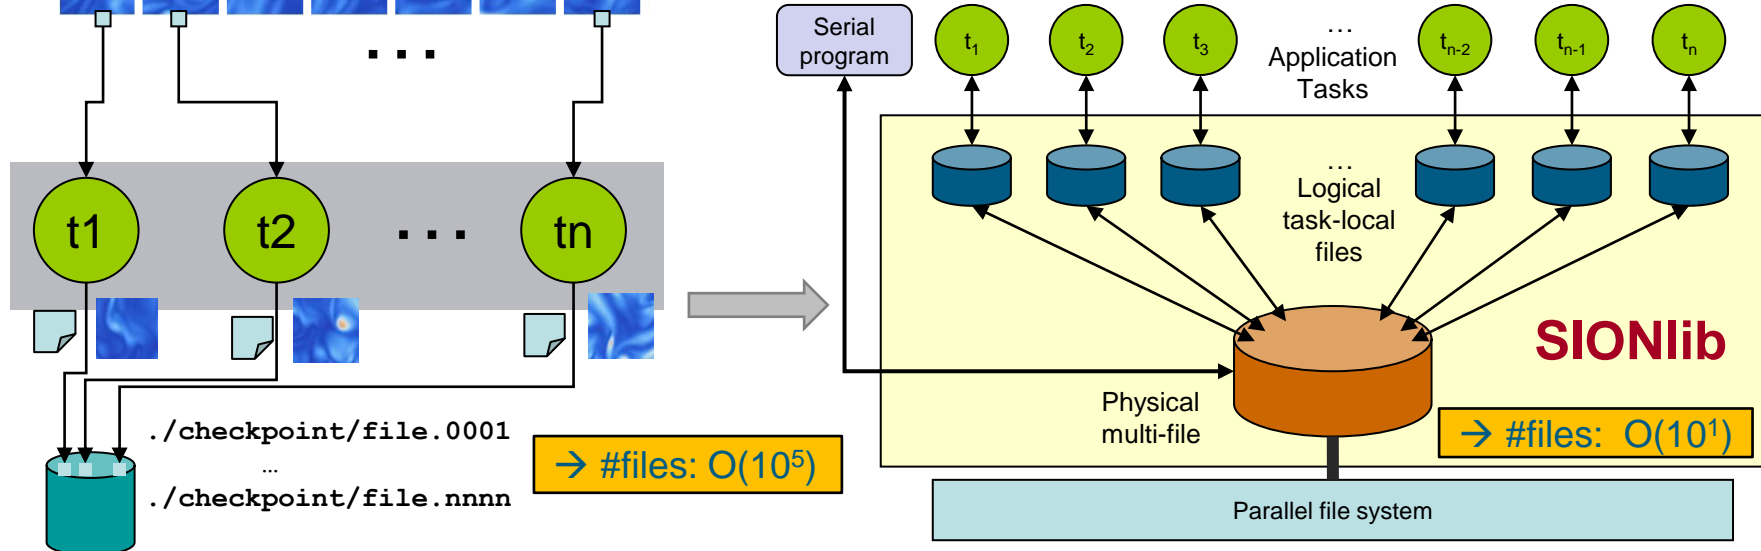 t1
t2
...
tn
./checkpoint/file.0001
...
./checkpoint/file.nnnn
→ #files: O(10⁵)
Serial
program
t₁
t₂
t₃
...
Application
Tasks
tₙ₋₂
tₙ₋₁
tₙ
...
Logical
task-local
files
SIONlib
Physical
multi-file
→ #files: O(10¹)
Parallel file system